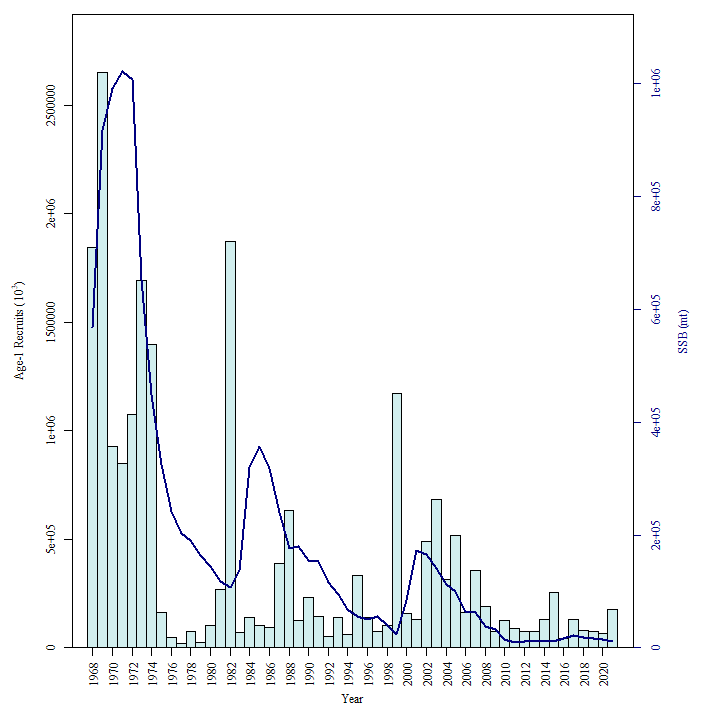 Age-1 Recruits (10³)
2500000
2e+06
1500000
1e+06
5e+05
0
1e+06
8e+05
6e+05
4e+05
2e+05
0
SSB (mt)
1968 1970 1972 1974 1976 1978 1980 1982 1984 1986 1988 1990 1992 1994 1996 1998 2000 2002 2004 2006 2008 2010 2012 2014 2016 2018 2020
Year